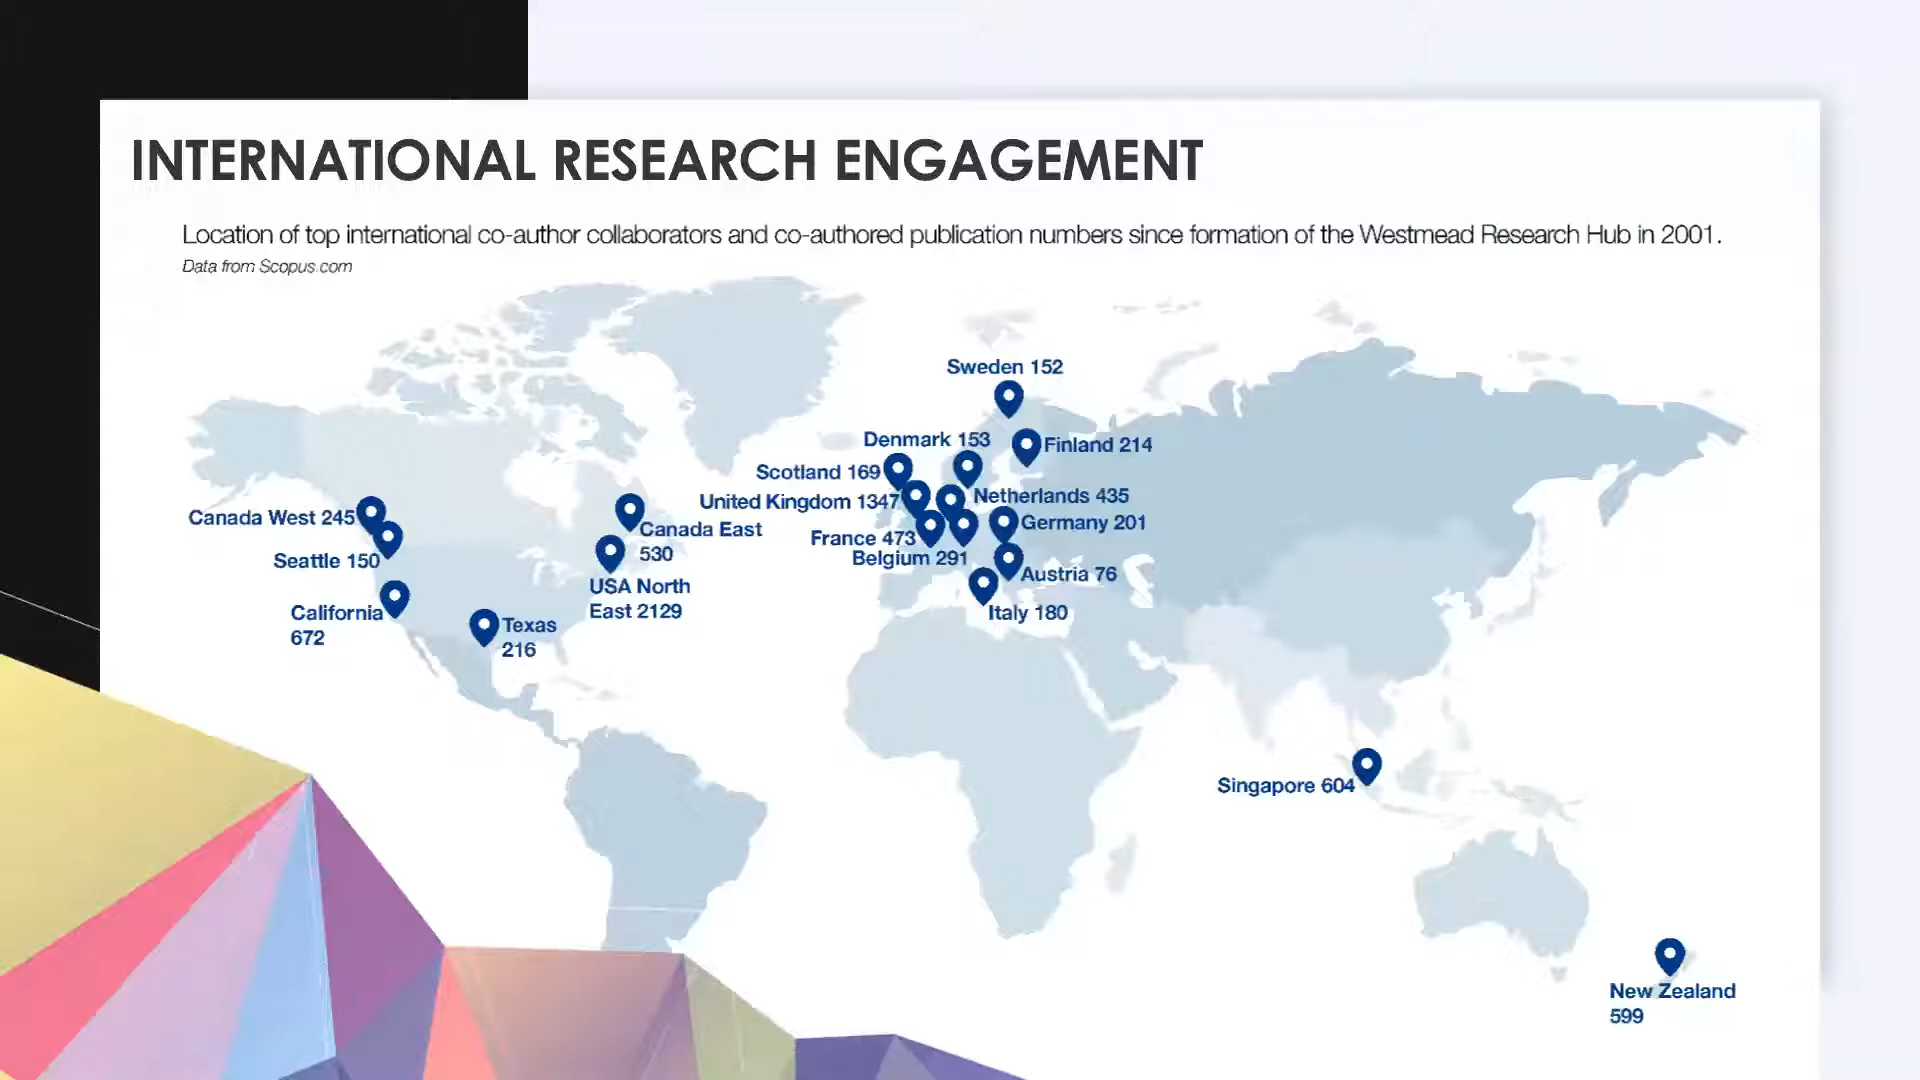 INTERNATIONAL RESEARCH ENGAGEMENT
Location of top international co-author collaborators and co-authored publication numbers since formation of the Westmead Research Hub in 2001.
Data from Scopus.com
Sweden 152
Denmark 153
Finland 214
Scotland 169
United Kingdom 1347
Netherlands 435
Canada West 245
Germany 201
Canada East
530
France 473
Belgium 291
Seattle 150
Austria 76
USA North
East 2129
California
672
Italy 180
Texas
216
Singapore 604
New Zealand
599